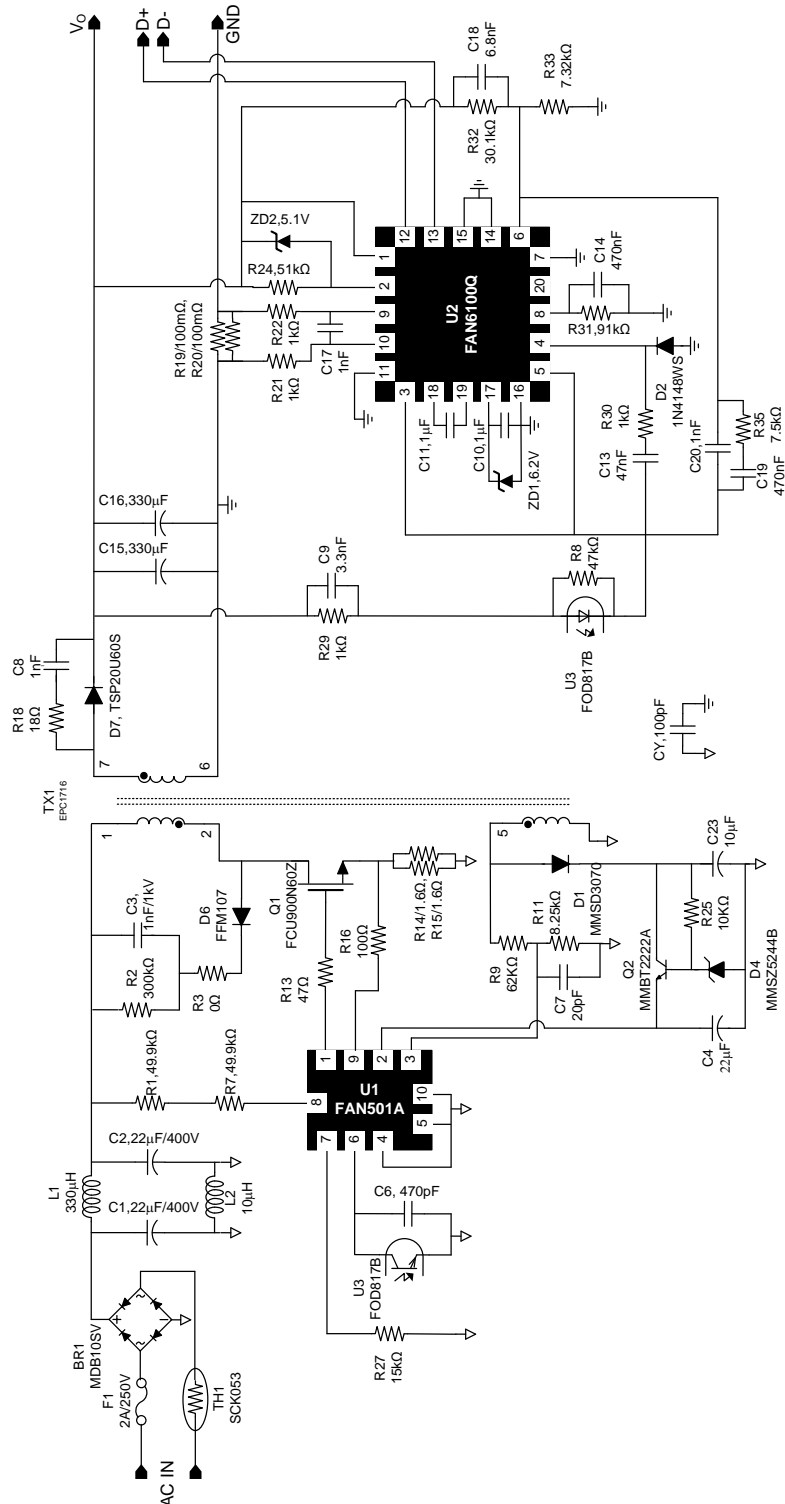 AC IN
F1
2A/250V
TH1
SCK053
BR1
MDB10SV
+
-
~
~
L1
330µH
C1,22µF/400V
C2,22µF/400V
L2
10µH
R1,49.9kΩ
R7,49.9kΩ
R2
300kΩ
C3,
1nF/1kV
R3
0Ω
D6
FFM107
Q1
FCU900N60Z
R13
47Ω
R16
100Ω
R14/1.6Ω
R15/1.6Ω
TX1
EPC1716
1
2
5
7
6
U1
FAN501A
8
7
6
4
5
10
1
9
2
3
R27
15kΩ
U3
FOD817B
C6, 470pF
R9
62KΩ
R11
8.25kΩ
C7
20pF
D1
MMSD3070
Q2
MMBT2222A
R25
10KΩ
C23
10µF
D4
MMSZ5244B
C4
22µF
R18
18Ω
C8
1nF
D7, TSP20U60S
C15,330µF
C16,330µF
R19/100mΩ,
R20/100mΩ
R29
1kΩ
C9
3.3nF
R8
47kΩ
U3
FOD817B
CY,100pF
R21
1kΩ
R22
1kΩ
C17
1nF
R24,51kΩ
ZD2,5.1V
U2
FAN6100Q
11
10
9
2
1
3
18
19
17
16
12
13
15
14
6
5
4
8
20
7
C11,1µF
C10,1µF
ZD1,6.2V
C13
47nF
R30
1kΩ
D2
1N4148WS
R31,91kΩ
C14
470nF
C20,1nF
C19
470nF
R35
7.5kΩ
R32
30.1kΩ
C18
6.8nF
R33
7.32kΩ
VO
D+
D-
GND